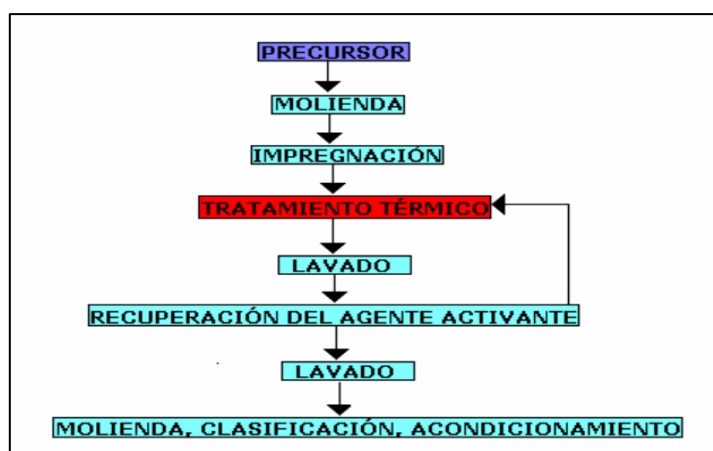 PRECURSOR
MOLIENDA
IMPREGNACIÓN
TRATAMIENTO TÉRMICO
LAVADO
RECUPERACIÓN DEL AGENTE ACTIVANTE
LAVADO
MOLIENDA, CLASIFICACIÓN, ACONDICIONAMIENTO